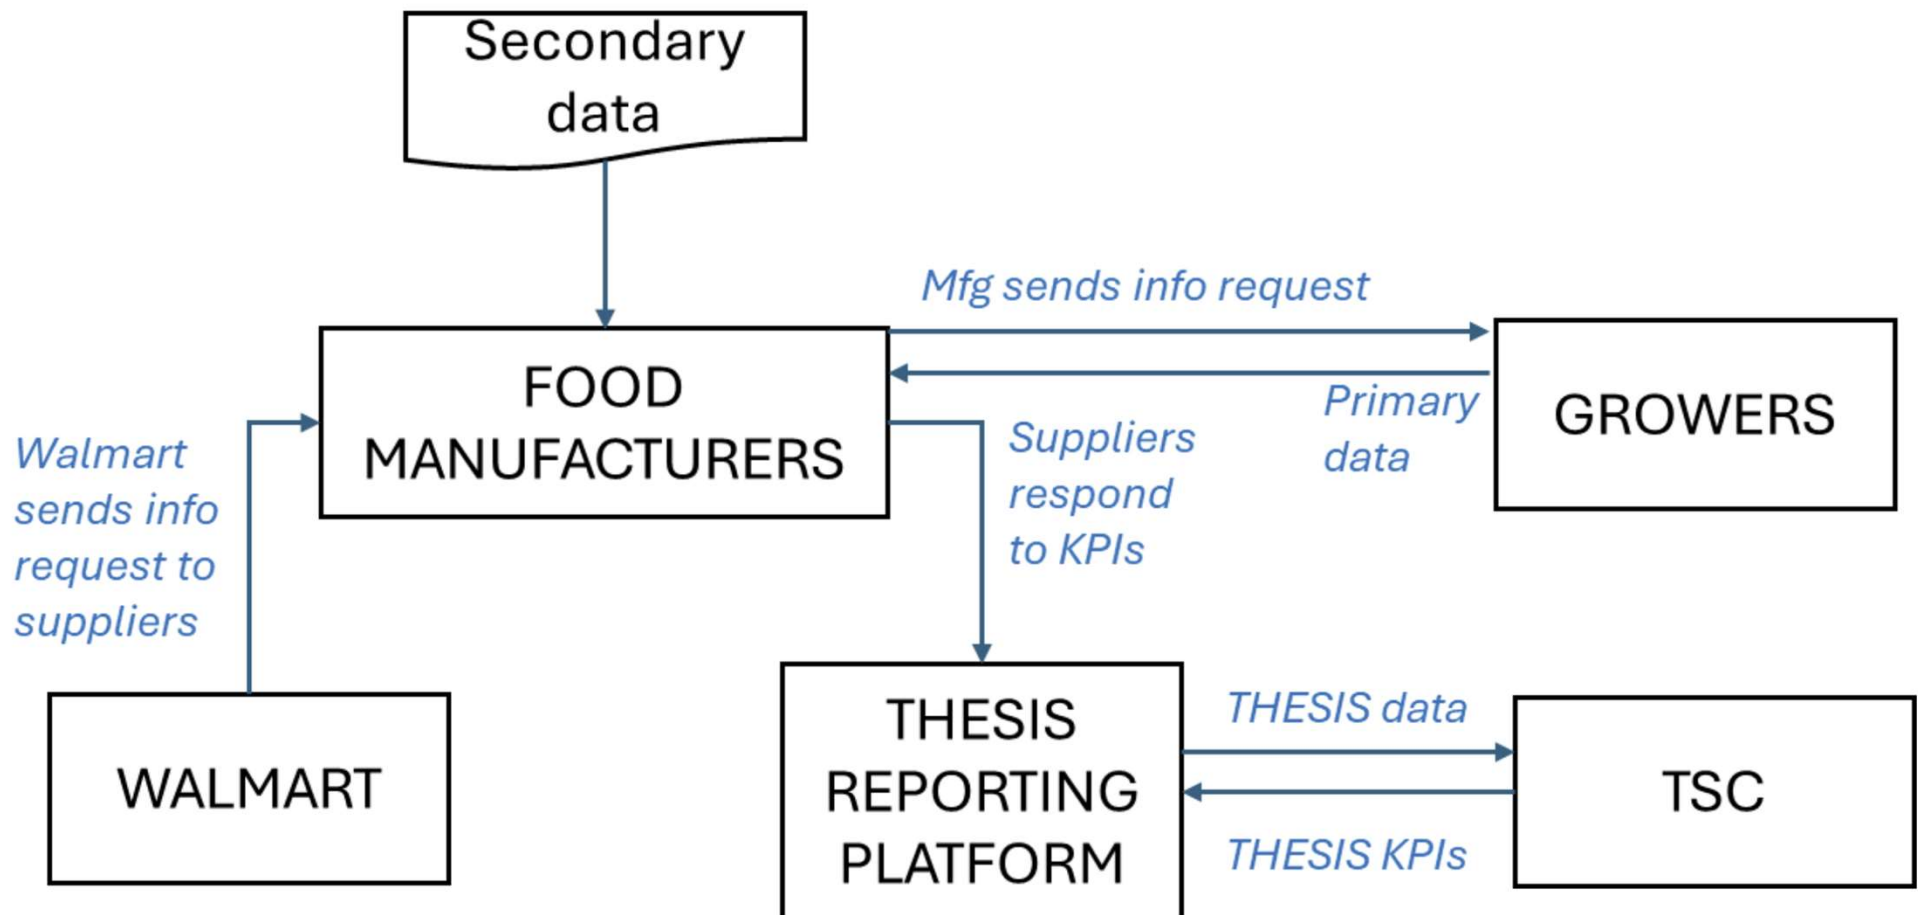 Secondary
data
Mfg sends info request
FOOD
MANUFACTURERS
GROWERS
Primary
data
Walmart
sends info
request to
suppliers
Suppliers
respond
to KPIs
WALMART
THESIS
REPORTING
PLATFORM
THESIS data
THESIS KPIs
TSC